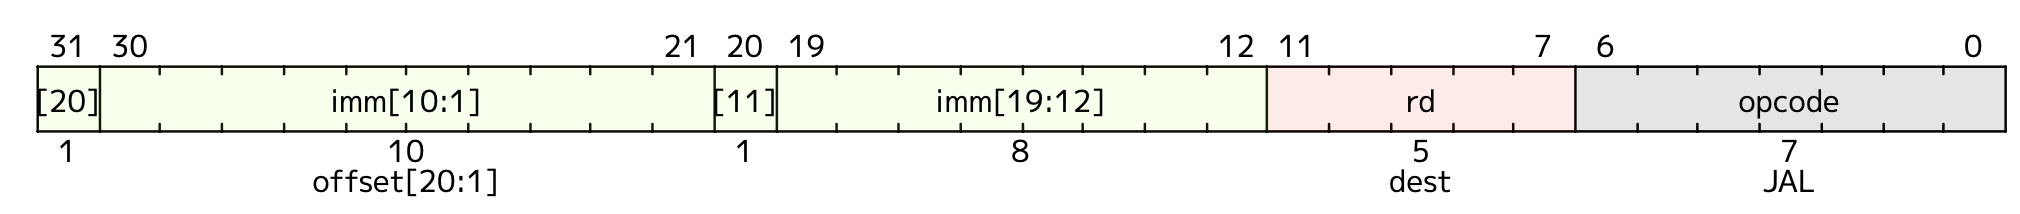 31 30 21 20 19 12 11 7 6 0
[20] imm[10:1] [11] imm[19:12] rd opcode
1 10 1 8 5 7
offset[20:1] dest JAL